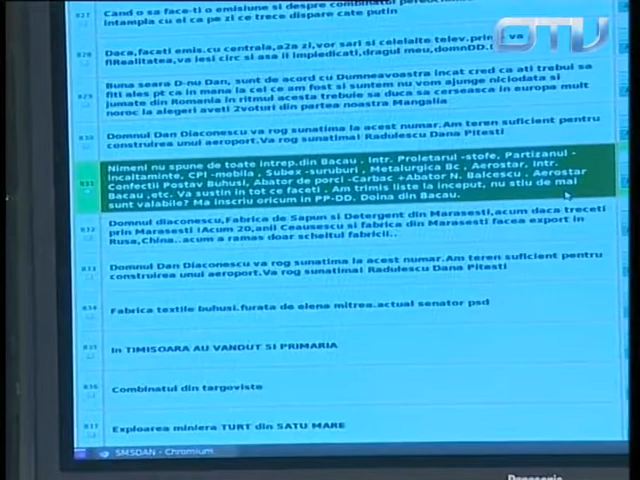 827 Cand o sa face-ti o emisiune si despre combinatul
intampla cu el ca pe zi ce trece dispare cate putin
OTV
828 Daca,faceti emis.cu centrala,a2a zi,vor sari si celelalte telev.prin va
fiRealitatea,va iesi circ si asa ii impiedicati,dragul meu,domnDD.
829 Buna seara D-nu Dan, sunt de acord cu Dumneavoastra incat cred ca ati trebui sa
fiti ales pt ca in mana la cei ce am fost si suntem nu vom ajunge niciodata si
jumate din Romania in ritmul acesta trebuie sa duca sa cerseasca in europa mult
noroc la alegeri aveti 2voturi din partea noastra Mangalia
830 Domnul Dan Diaconescu va rog sunatima la acest numar.Am teren suficient pentru
construirea unui aeroport.Va rog sunatima! Radulescu Dana Pitesti
831 Nimeni nu spune de toate intrep.din Bacau . Intr. Proletarul -stofe, Partizanul -
incaltaminte, CPL -mobila , Subex -suruburi , Metalurgica Bc , Aerostar, Intr.
Confectii Postav Buhusi, Abator de porci -Carbac +Abator N. Balcescu , Aerostar
Bacau ,etc. Va sustin in tot ce faceti . Am trimis liste la inceput, nu stiu de mai
sunt valabile? Ma inscriu oricum in PP-DD. Doina din Bacau.
832 Domnul diaconescu,Fabrica de Sapun si Detergent din Marasesti,acum daca treceti
prin Marasesti !Acum 20,anii Ceausescu si fabrica din Marasesti facea export in
Rusa,China..acum a ramas doar scheltul fabricii..
833 Domnul Dan Diaconescu va rog sunatima la acest numar.Am teren suficient pentru
construirea unui aeroport.Va rog sunatima! Radulescu Dana Pitesti
834 Fabrica textile buhusi.furata de elena mitrea.actual senator psd
835 In TIMISOARA AU VANDUT SI PRIMARIA
836 Combinatul din targoviste
837 Exploarea miniera TURT din SATU MARE
SMSDAN - Chromium
Panasonic